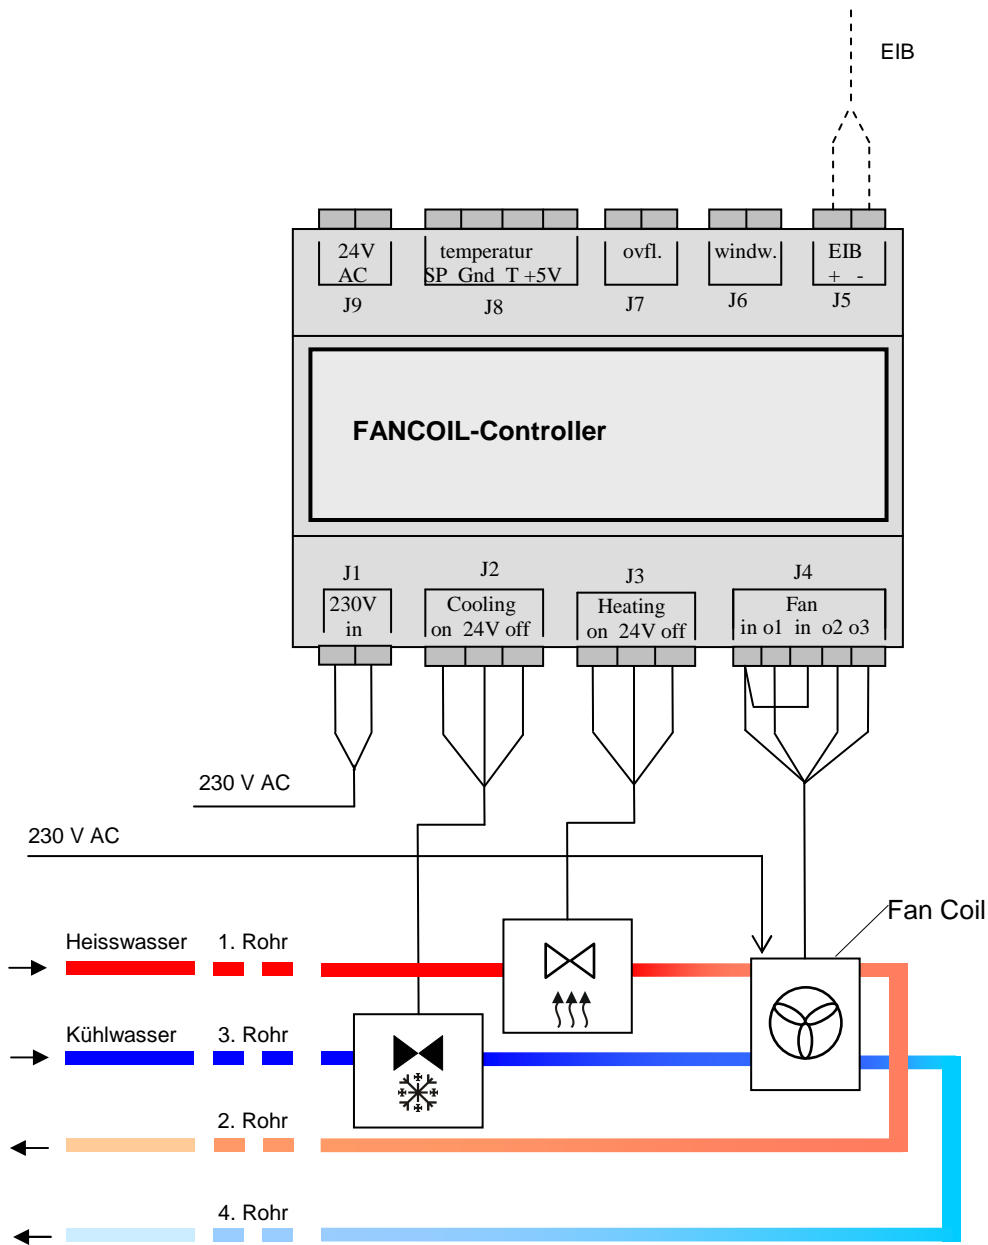 EIB
24V
AC
temperatur
SP Gnd T +5V
ovfl.
windw.
EIB
+ -
J9
J8
J7
J6
J5
FANCOIL-Controller
J1
J2
J3
J4
230V
in
Cooling
on 24V off
Heating
on 24V off
Fan
in o1 in o2 o3
230 V AC
230 V AC
Fan Coil
Heisswasser
1. Rohr
Kühlwasser
3. Rohr
2. Rohr
4. Rohr